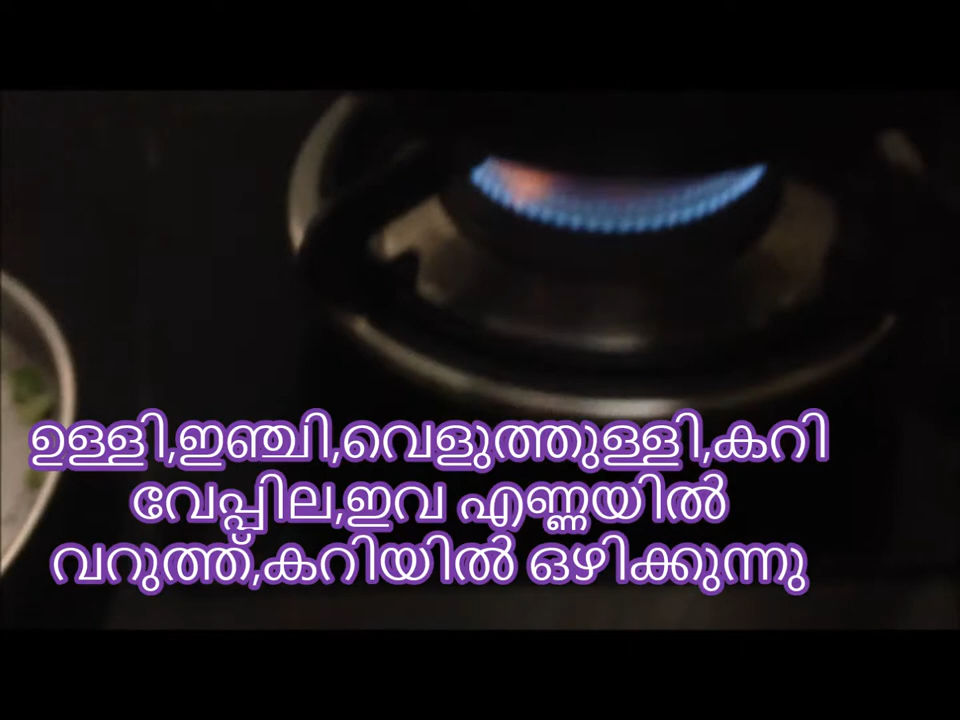 ഉള്ളി,ഇഞ്ചി,വെളുത്തുള്ളി,കറി
വേപ്പില,ഇവ എണ്ണയിൽ
വറുത്ത്,കറിയിൽ ഒഴിക്കുന്നു